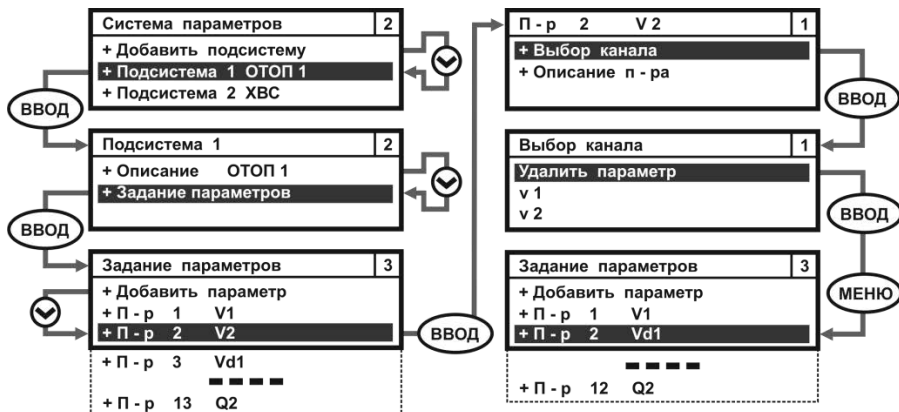 Система параметров 2
+ Добавить подсистему
+ Подсистема 1 ОТОП 1
+ Подсистема 2 ХВС
ВВОД
Подсистема 1 2
+ Описание ОТОП 1
+ Задание параметров
ВВОД
Задание параметров 3
+ Добавить параметр
+ П - р 1 V1
+ П - р 2 V2
+ П - р 3 Vd1
+ П - р 13 Q2
ВВОД
П - р 2 V 2 1
+ Выбор канала
+ Описание п - ра
ВВОД
Выбор канала 1
Удалить параметр
v 1
v 2
ВВОД
МЕНЮ
Задание параметров 3
+ Добавить параметр
+ П - р 1 V1
+ П - р 2 Vd1
+ П - р 12 Q2